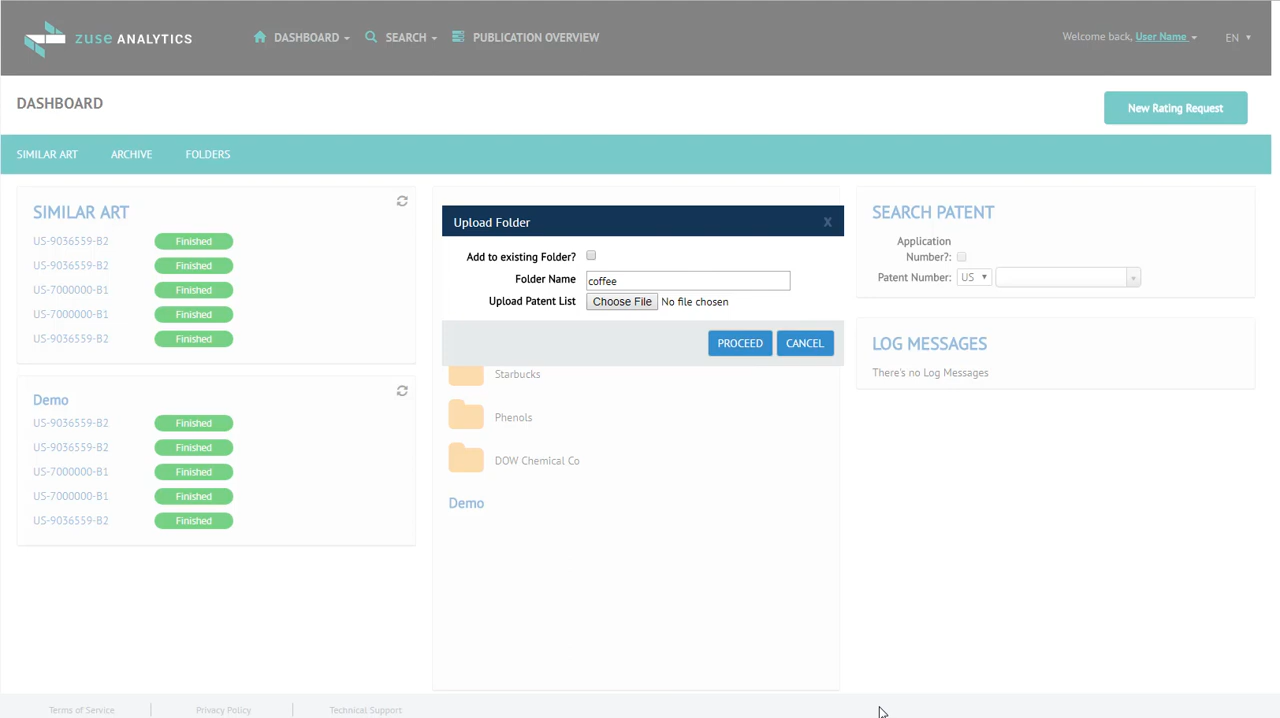 zuse ANALYTICS
DASHBOARD
SEARCH
PUBLICATION OVERVIEW
Welcome back, User Name
EN
DASHBOARD
New Rating Request
SIMILAR ART
ARCHIVE
FOLDERS
SIMILAR ART
US-9036559-B2 Finished
US-9036559-B2 Finished
US-7000000-B1 Finished
US-7000000-B1 Finished
US-9036559-B2 Finished
Demo
US-9036559-B2 Finished
US-9036559-B2 Finished
US-7000000-B1 Finished
US-7000000-B1 Finished
US-9036559-B2 Finished
Upload Folder X
Add to existing Folder?
Folder Name coffee
Upload Patent List Choose File No file chosen
PROCEED CANCEL
Starbucks
Phenols
DOW Chemical Co
Demo
SEARCH PATENT
Application
Number?:
Patent Number: US
LOG MESSAGES
There's no Log Messages
Terms of Service
Privacy Policy
Technical Support